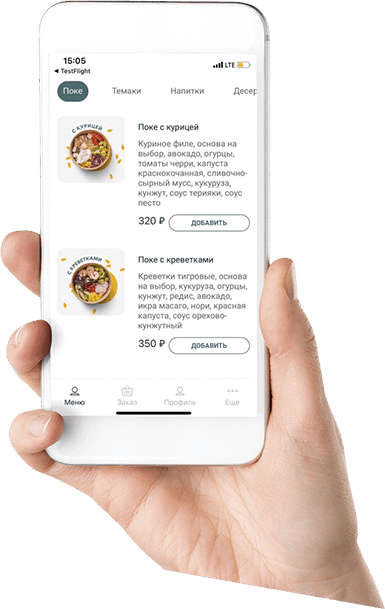 15:05
LTE
TestFlight
Поке
Темаки
Напитки
Десер
С КУРИЦЕЙ
Поке с курицей
Куриное филе, основа на
выбор, авокадо, огурцы,
томаты черри, капуста
краснокочанная, сливочно-
сырный мусс, кукуруза,
кунжут, соус терияки, соус
песто
320 ₽
ДОБАВИТЬ
С КРЕВЕТКАМИ
Поке с креветками
Креветки тигровые, основа
на выбор, кукуруза, огурцы,
кунжут, редис, авокадо,
икра масаго, нори, красная
капуста, соус орехово-
кунжутный
350 ₽
ДОБАВИТЬ
Меню
Заказ
Профиль
Еще